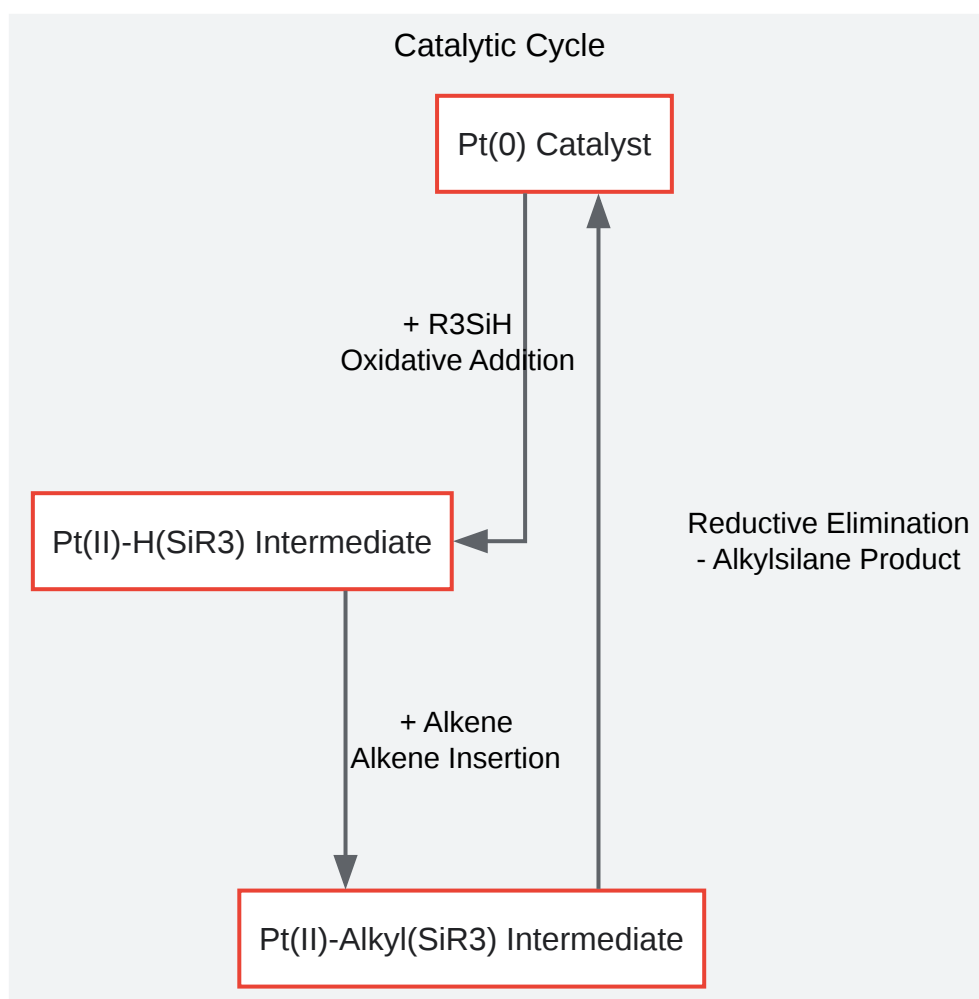 Catalytic Cycle
Pt(0) Catalyst
+ R3SiH
Oxidative Addition
Pt(II)-H(SiR3) Intermediate
Reductive Elimination
- Alkylsilane Product
+ Alkene
Alkene Insertion
Pt(II)-Alkyl(SiR3) Intermediate